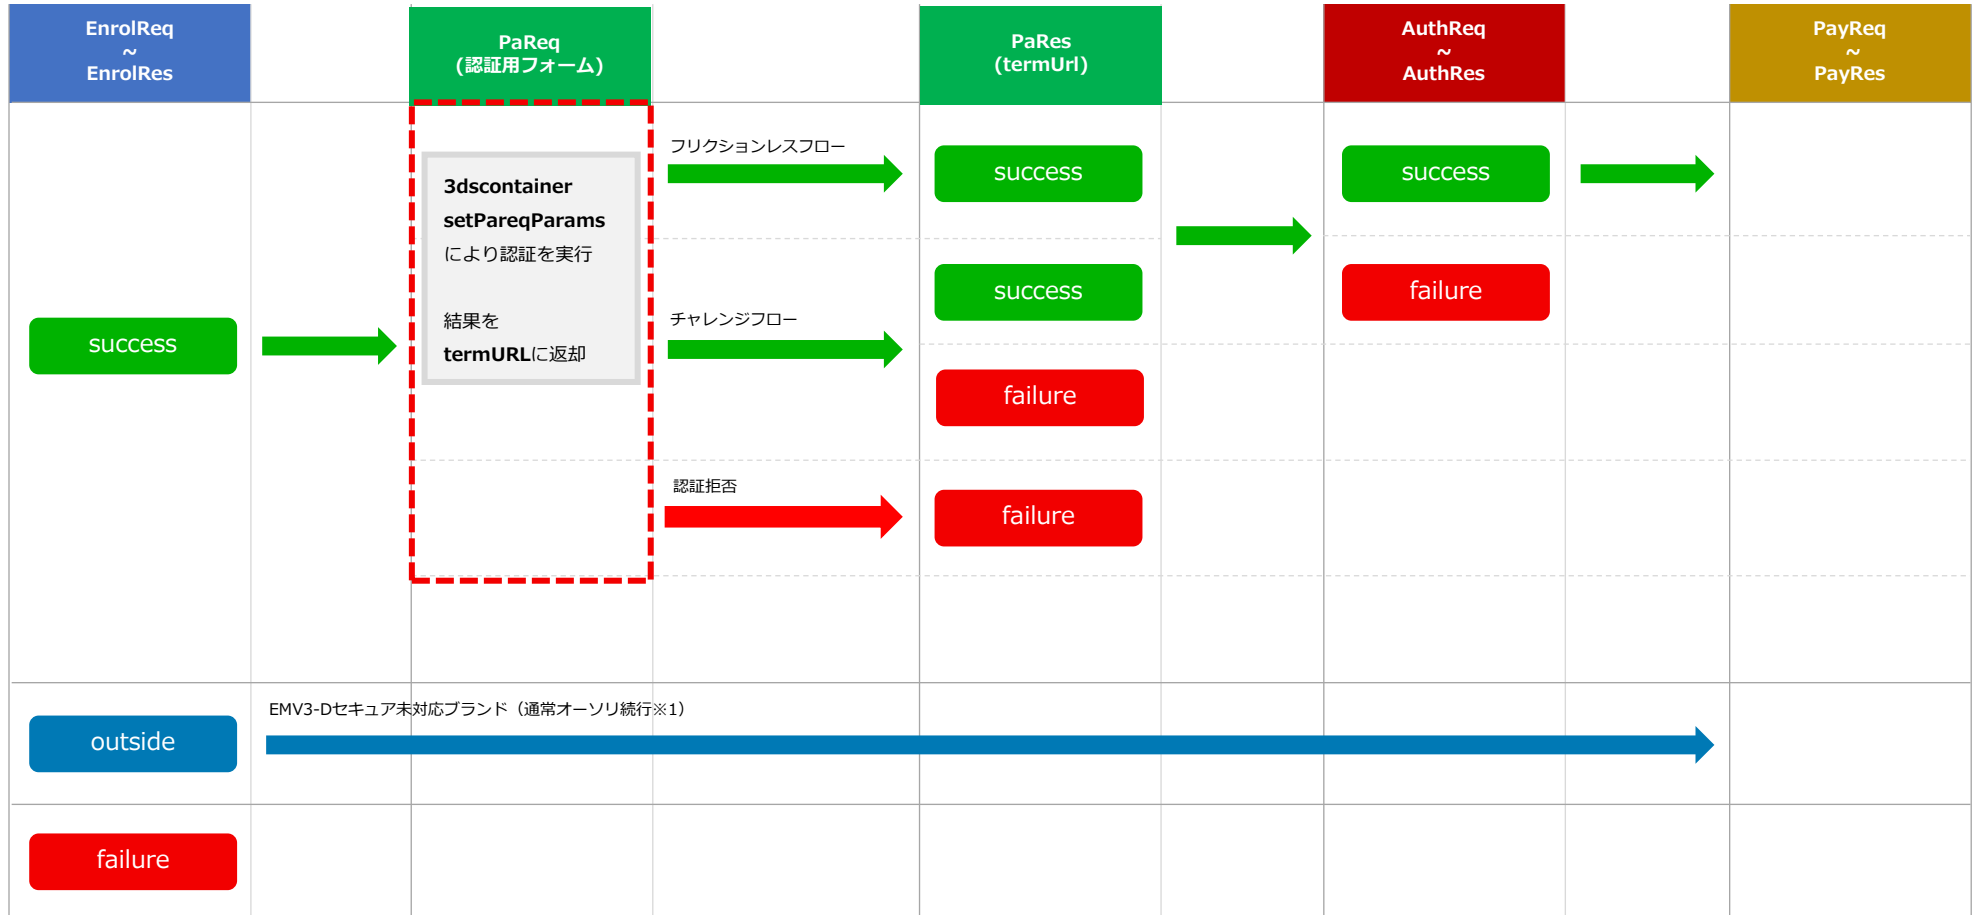 EnrolReq
~
EnrolRes
PaReq
(認証用フォーム)
PaRes
(termUrl)
AuthReq
~
AuthRes
PayReq
~
PayRes
3dscontainer
setPareqParams
により認証を実行
結果を
termURLに返却
フリクションレスフロー
success
success
success
チャレンジフロー
success
failure
failure
success
認証拒否
failure
EMV3-Dセキュア未対応ブランド（通常オーソリ続行※1）
outside
failure